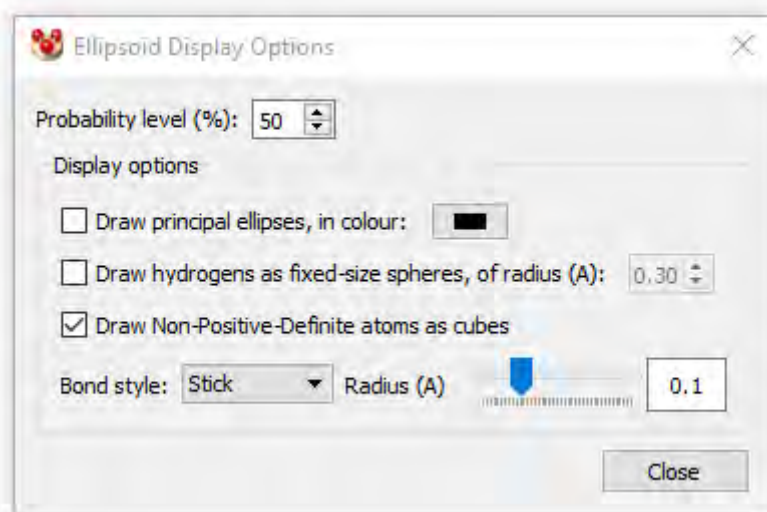 Ellipsoid Display Options
Probability level (%): 50
Display options
Draw principal ellipses, in colour:
Draw hydrogens as fixed-size spheres, of radius (A): 0.30
Draw Non-Positive-Definite atoms as cubes
Bond style: Stick Radius (A) 0.1
Close